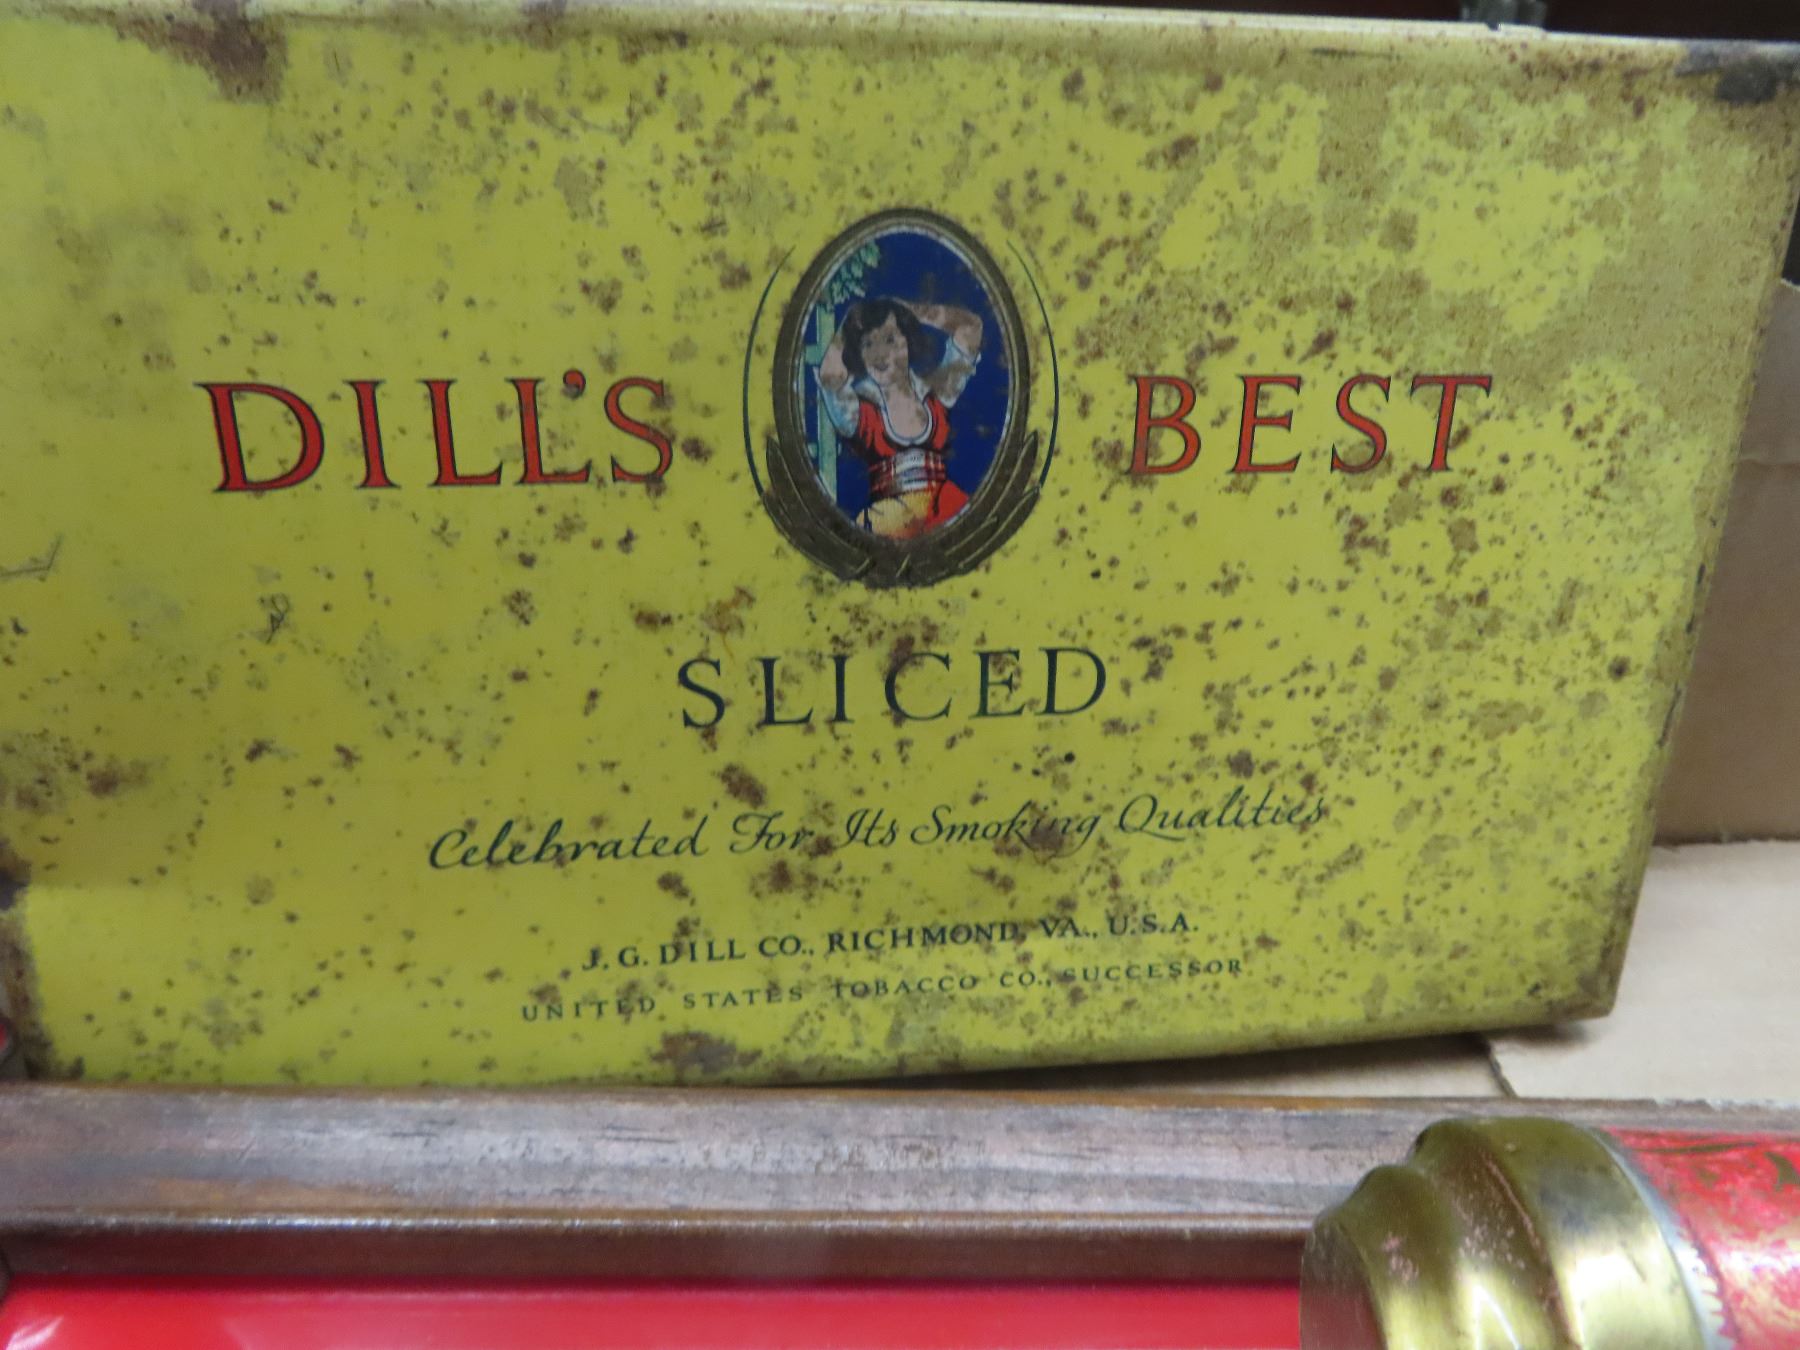 DILL'S BEST
SLICED
Celebrated For Its Smoking Qualities
J. G. DILL CO., RICHMOND, VA., U.S.A.
UNITED STATES TOBACCO CO., SUCCESSOR